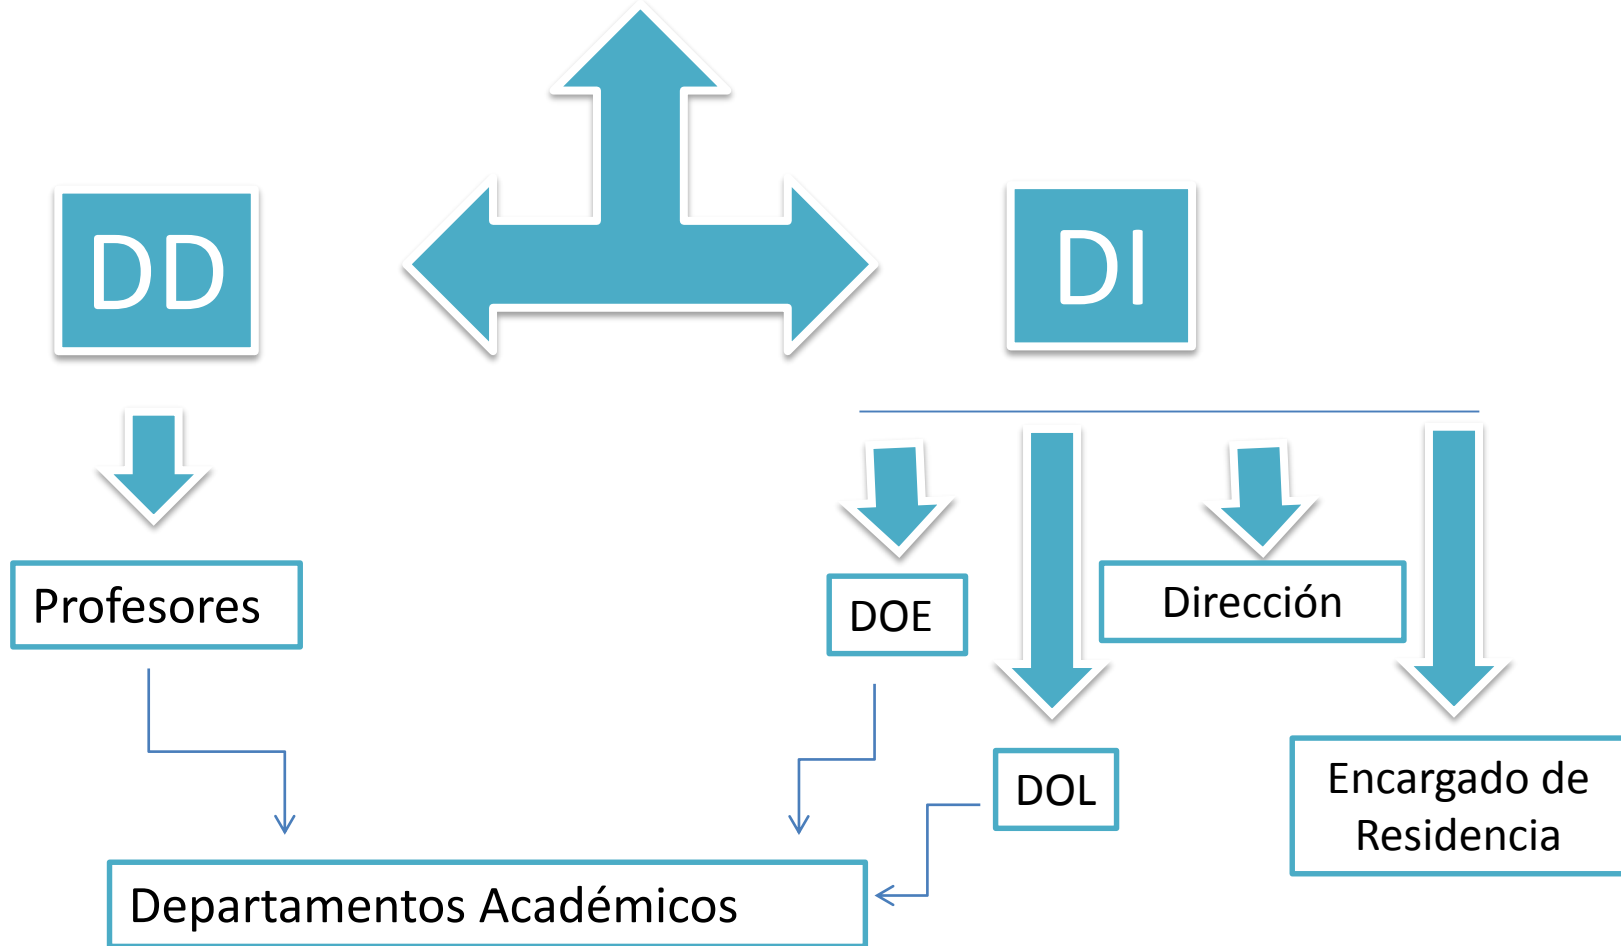 DD
DI
Profesores
DOE
Dirección
DOL
Encargado de
Residencia
Departamentos Académicos